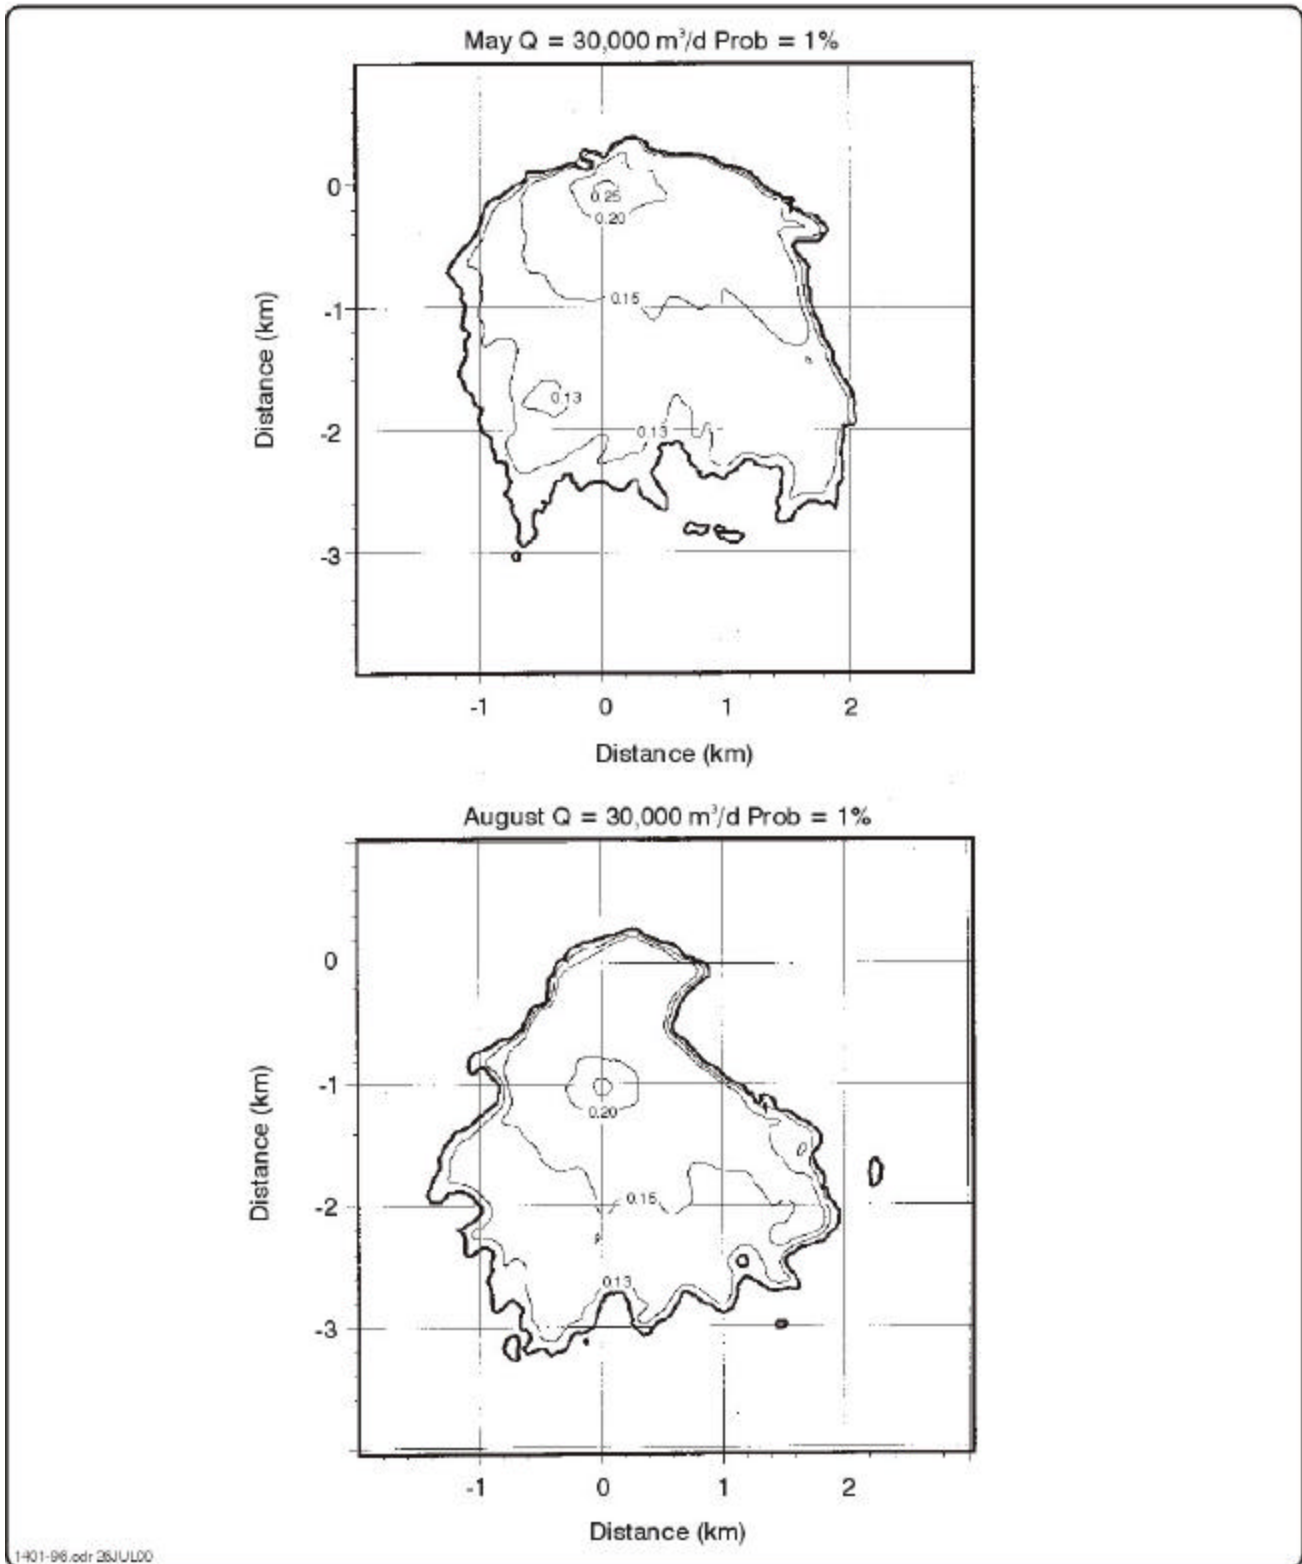 May Q = 30,000 m³/d Prob = 1%
0
-1
-2
-3
Distance (km)
0.25
0.20
0.15
0.13
0.13
-1 0 1 2
Distance (km)
August Q = 30,000 m³/d Prob = 1%
0
-1
-2
-3
Distance (km)
0.20
0.15
0.13
-1 0 1 2
Distance (km)
1401-96.cdr 26JUL00